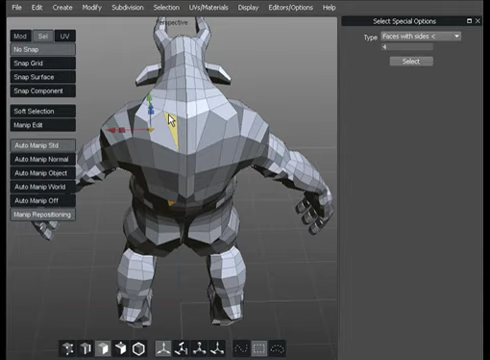 File Edit Create Modify Subdivision Selection UVs/Materials Display Editors/Options Help
Perspective
Select Special Options
Mod Sel UV
Type Faces with sides <
No Snap
4
Snap Grid
Select
Snap Surface
Snap Component
Soft Selection
Manip Edit
Auto Manip Std
Auto Manip Normal
Auto Manip Object
Auto Manip World
Auto Manip Off
Manip Repositioning